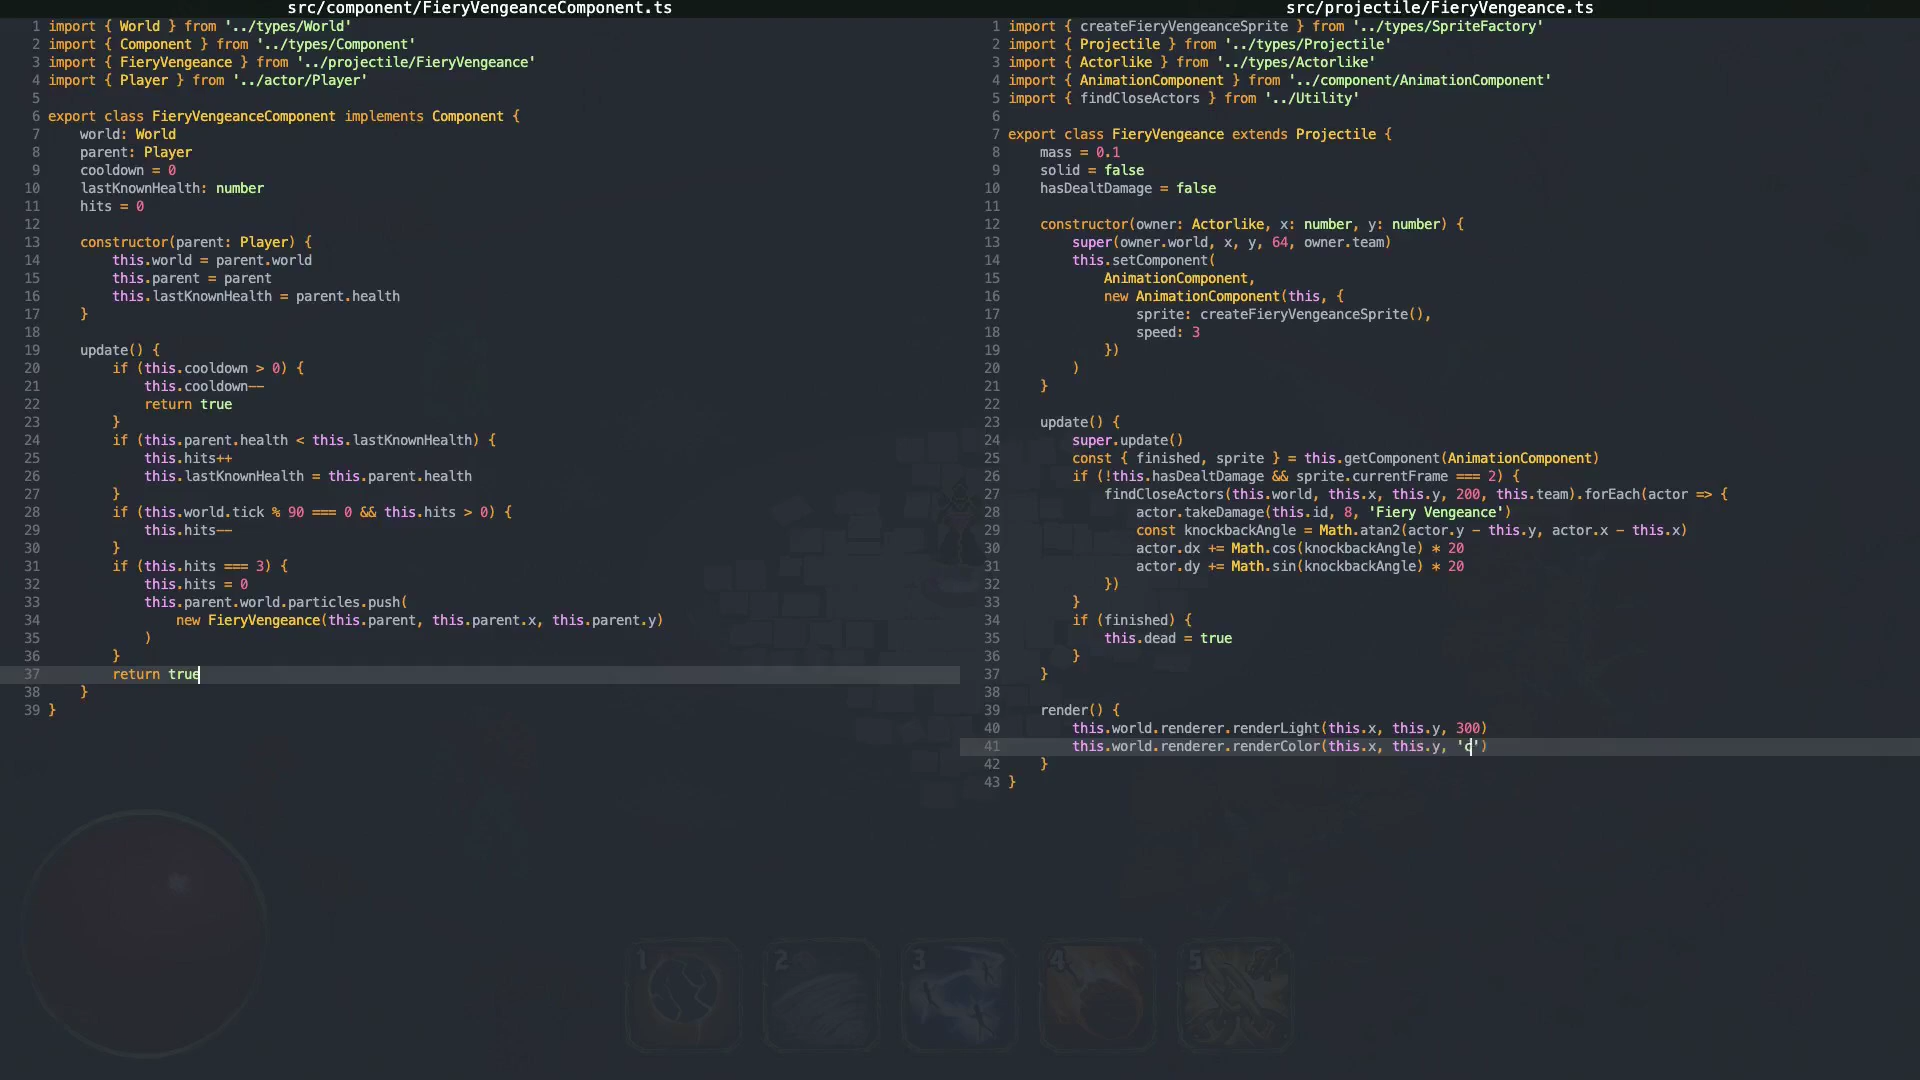 src/component/FieryVengeanceComponent.ts
1 import { World } from '../types/World'
2 import { Component } from '../types/Component'
3 import { FieryVengeance } from '../projectile/FieryVengeance'
4 import { Player } from '../actor/Player'
5
6 export class FieryVengeanceComponent implements Component {
7     world: World
8     parent: Player
9     cooldown = 0
10     lastKnownHealth: number
11     hits = 0
12
13     constructor(parent: Player) {
14         this.world = parent.world
15         this.parent = parent
16         this.lastKnownHealth = parent.health
17     }
18
19     update() {
20         if (this.cooldown > 0) {
21             this.cooldown--
22             return true
23         }
24         if (this.parent.health < this.lastKnownHealth) {
25             this.hits++
26             this.lastKnownHealth = this.parent.health
27         }
28         if (this.world.tick % 90 === 0 && this.hits > 0) {
29             this.hits--
30         }
31         if (this.hits === 3) {
32             this.hits = 0
33             this.parent.world.particles.push(
34                 new FieryVengeance(this.parent, this.parent.x, this.parent.y)
35             )
36         }
37         return true
38     }
39 }
src/projectile/FieryVengeance.ts
1 import { createFieryVengeanceSprite } from '../types/SpriteFactory'
2 import { Projectile } from '../types/Projectile'
3 import { Actorlike } from '../types/Actorlike'
4 import { AnimationComponent } from '../component/AnimationComponent'
5 import { findCloseActors } from '../Utility'
6
7 export class FieryVengeance extends Projectile {
8     mass = 0.1
9     solid = false
10     hasDealtDamage = false
11
12     constructor(owner: Actorlike, x: number, y: number) {
13         super(owner.world, x, y, 64, owner.team)
14         this.setComponent(
15             AnimationComponent,
16             new AnimationComponent(this, {
17                 sprite: createFieryVengeanceSprite(),
18                 speed: 3
19             })
20         )
21     }
22
23     update() {
24         super.update()
25         const { finished, sprite } = this.getComponent(AnimationComponent)
26         if (!this.hasDealtDamage && sprite.currentFrame === 2) {
27             findCloseActors(this.world, this.x, this.y, 200, this.team).forEach(actor => {
28                 actor.takeDamage(this.id, 8, 'Fiery Vengeance')
29                 const knockbackAngle = Math.atan2(actor.y - this.y, actor.x - this.x)
30                 actor.dx += Math.cos(knockbackAngle) * 20
31                 actor.dy += Math.sin(knockbackAngle) * 20
32             })
33         }
34         if (finished) {
35             this.dead = true
36         }
37     }
38
39     render() {
40         this.world.renderer.renderLight(this.x, this.y, 300)
41         this.world.renderer.renderColor(this.x, this.y, 'c')
42     }
43 }
1 2 3 4 5